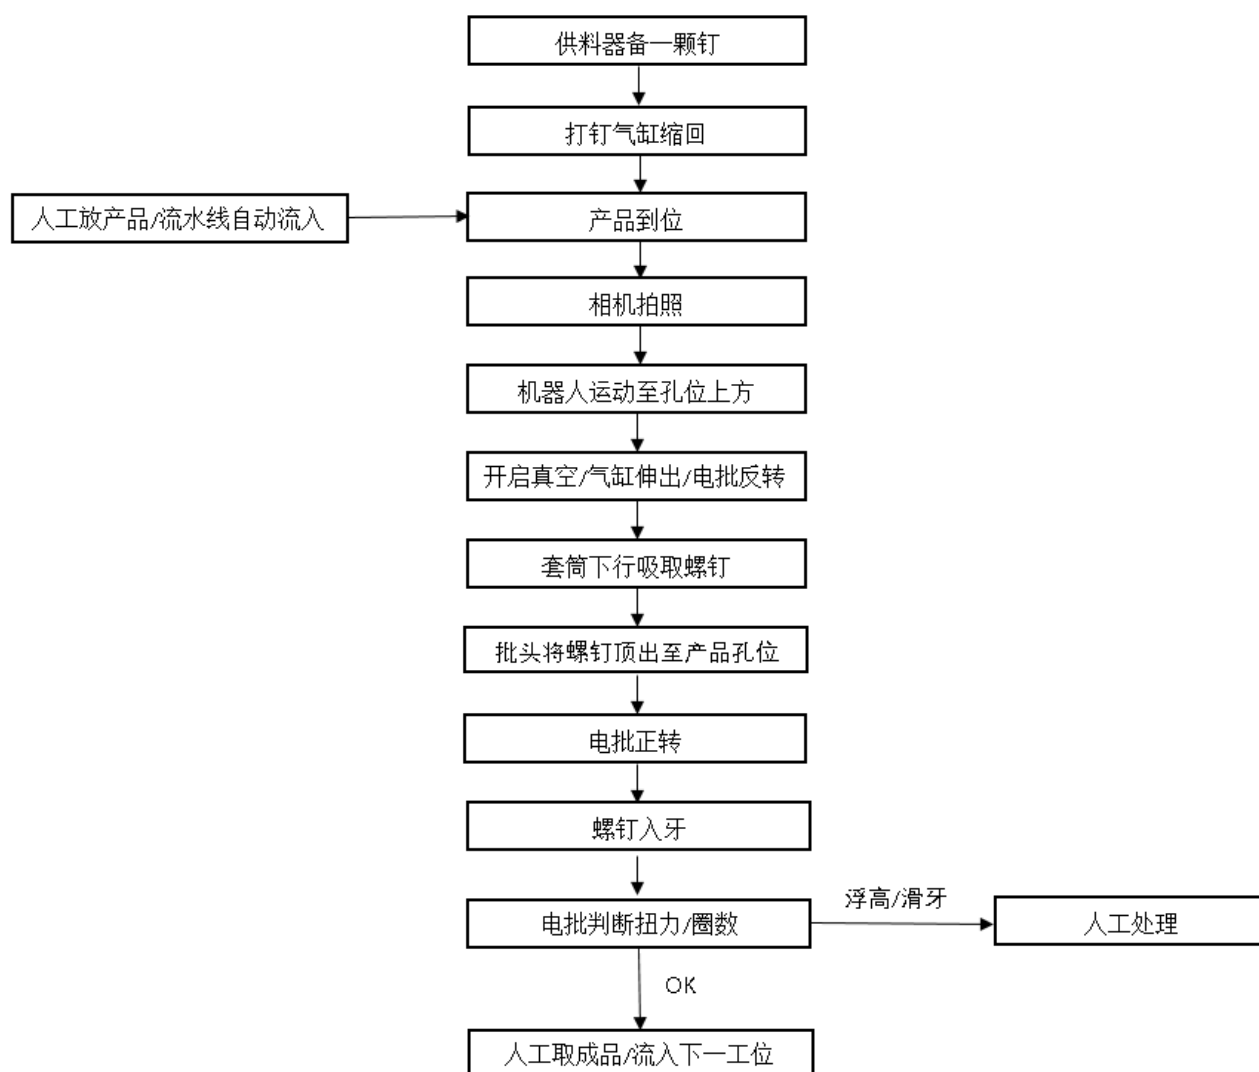 供料器备一颗钉
打钉气缸缩回
人工放产品/流水线自动流入
产品到位
相机拍照
机器人运动至孔位上方
开启真空/气缸伸出/电批反转
套筒下行吸取螺钉
批头将螺钉顶出至产品孔位
电批正转
螺钉入牙
浮高/滑牙
电批判断扭力/圈数
人工处理
OK
人工取成品/流入下一工位